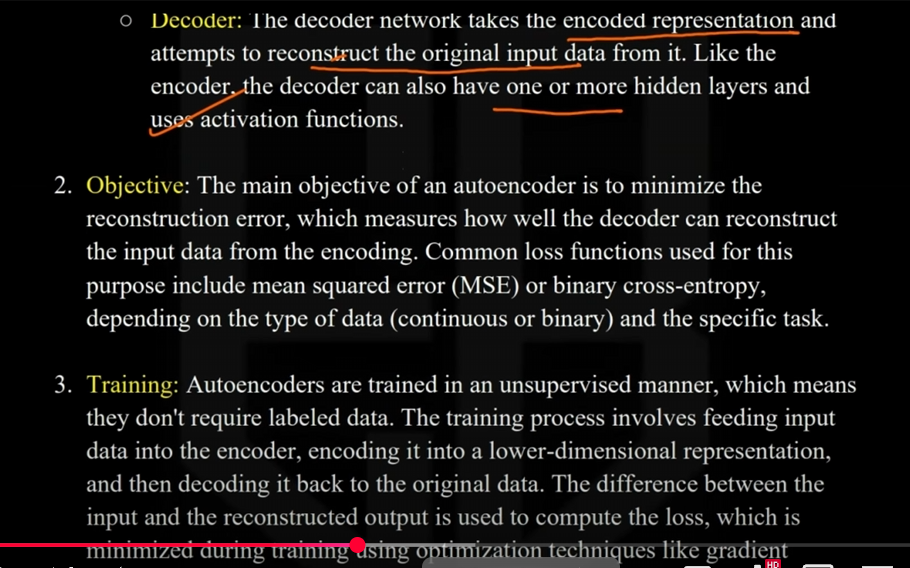 ○ Decoder: The decoder network takes the encoded representation and
attempts to reconstruct the original input data from it. Like the
encoder, the decoder can also have one or more hidden layers and
uses activation functions.
2. Objective: The main objective of an autoencoder is to minimize the
reconstruction error, which measures how well the decoder can reconstruct
the input data from the encoding. Common loss functions used for this
purpose include mean squared error (MSE) or binary cross-entropy,
depending on the type of data (continuous or binary) and the specific task.
3. Training: Autoencoders are trained in an unsupervised manner, which means
they don't require labeled data. The training process involves feeding input
data into the encoder, encoding it into a lower-dimensional representation,
and then decoding it back to the original data. The difference between the
input and the reconstructed output is used to compute the loss, which is
minimized during training using optimization techniques like gradient
HD